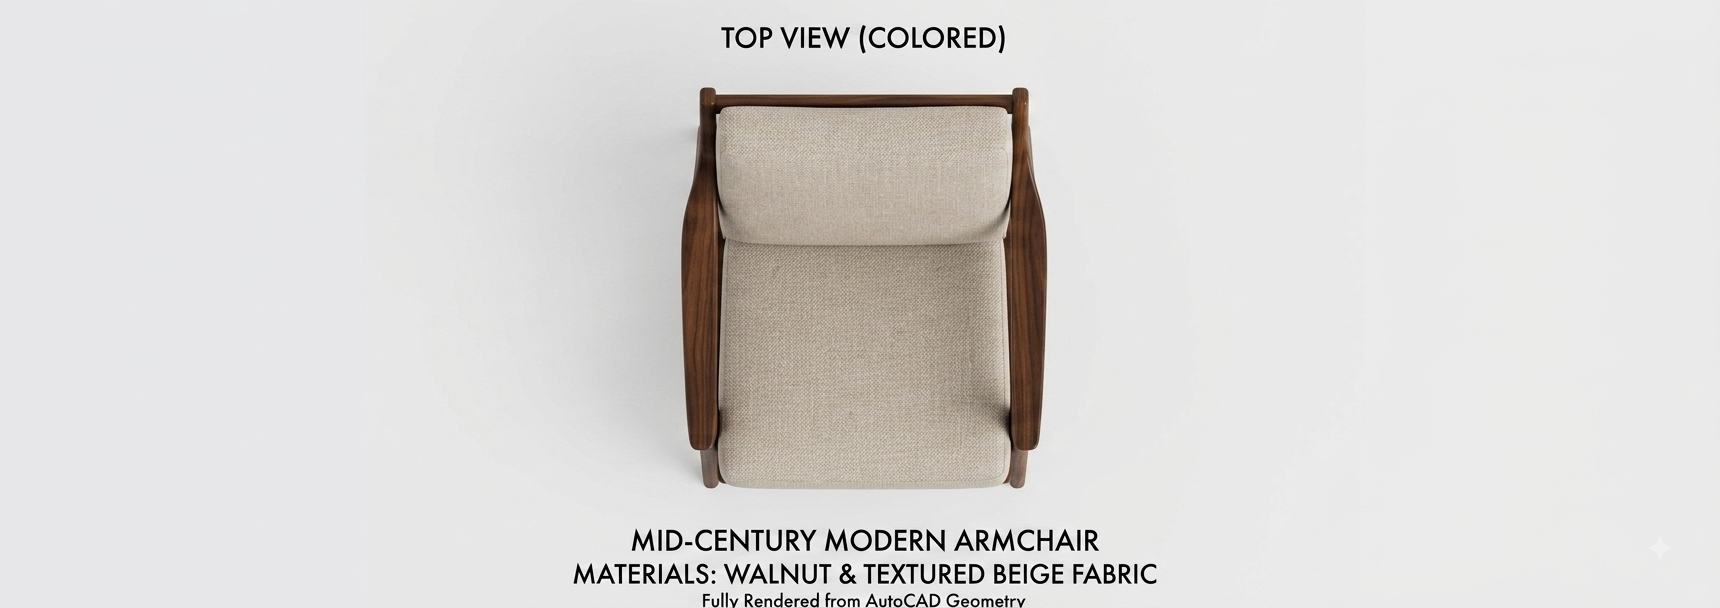 TOP VIEW (COLORED)
MID-CENTURY MODERN ARMCHAIR
MATERIALS: WALNUT & TEXTURED BEIGE FABRIC
Fully Rendered from AutoCAD Geometry